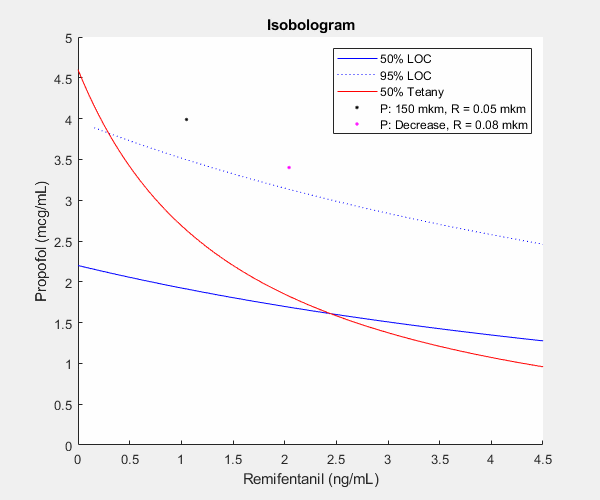 Isobologram
50% LOC
95% LOC
50% Tetany
P: 150 mkm, R = 0.05 mkm
P: Decrease, R = 0.08 mkm
5
4.5
4
3.5
3
2.5
2
1.5
1
0.5
0
Propofol (mcg/mL)
0 0.5 1 1.5 2 2.5 3 3.5 4 4.5
Remifentanil (ng/mL)